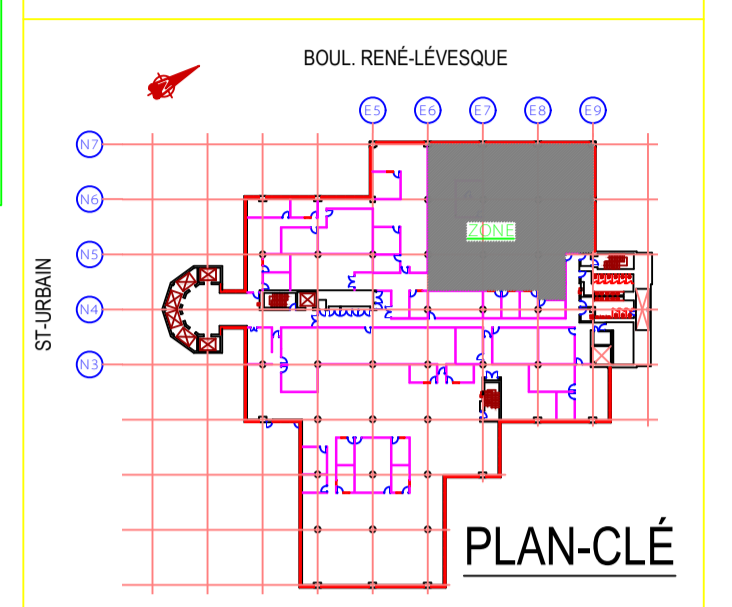 BOUL. RENÉ-LÉVESQUE
E5 E6 E7 E8 E9
N7
N6
ZONE
N5
ST-URBAIN
N4
N3
PLAN-CLÉ